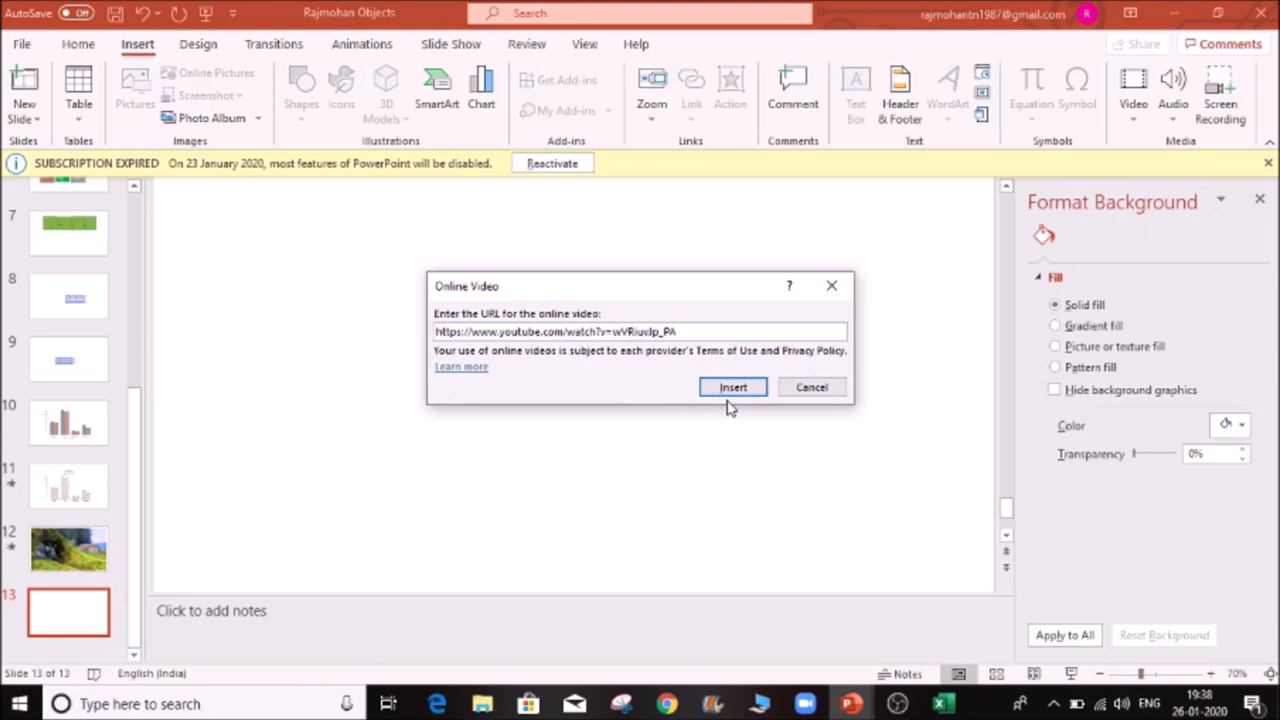 AutoSave Off Rajmohan Objects Search rajmohantn1987@gmail.com R
File Home Insert Design Transitions Animations Slide Show Review View Help Share Comments
New Slide
Slides
Table
Tables
Pictures
Online Pictures
Screenshot
Photo Album
Images
Shapes
Icons
3D Models
SmartArt
Chart
Illustrations
Get Add-ins
My Add-ins
Add-ins
Zoom
Link
Action
Links
Comment
Comments
Text Box
Header & Footer
WordArt
Text
Equation
Symbol
Symbols
Video
Audio
Screen Recording
Media
SUBSCRIPTION EXPIRED On 23 January 2020, most features of PowerPoint will be disabled. Reactivate
7
8
9
10
11
12
13
Online Video
Enter the URL for the online video:
https://www.youtube.com/watch?v=wVRiuvJp_PA
Your use of online videos is subject to each provider's Terms of Use and Privacy Policy.
Learn more
Insert Cancel
Format Background
Fill
Solid fill
Gradient fill
Picture or texture fill
Pattern fill
Hide background graphics
Color
Transparency 0%
Apply to All Reset Background
Click to add notes
Slide 13 of 13 English (India) Notes 70%
Type here to search ENG 19:38
26-01-2020 1